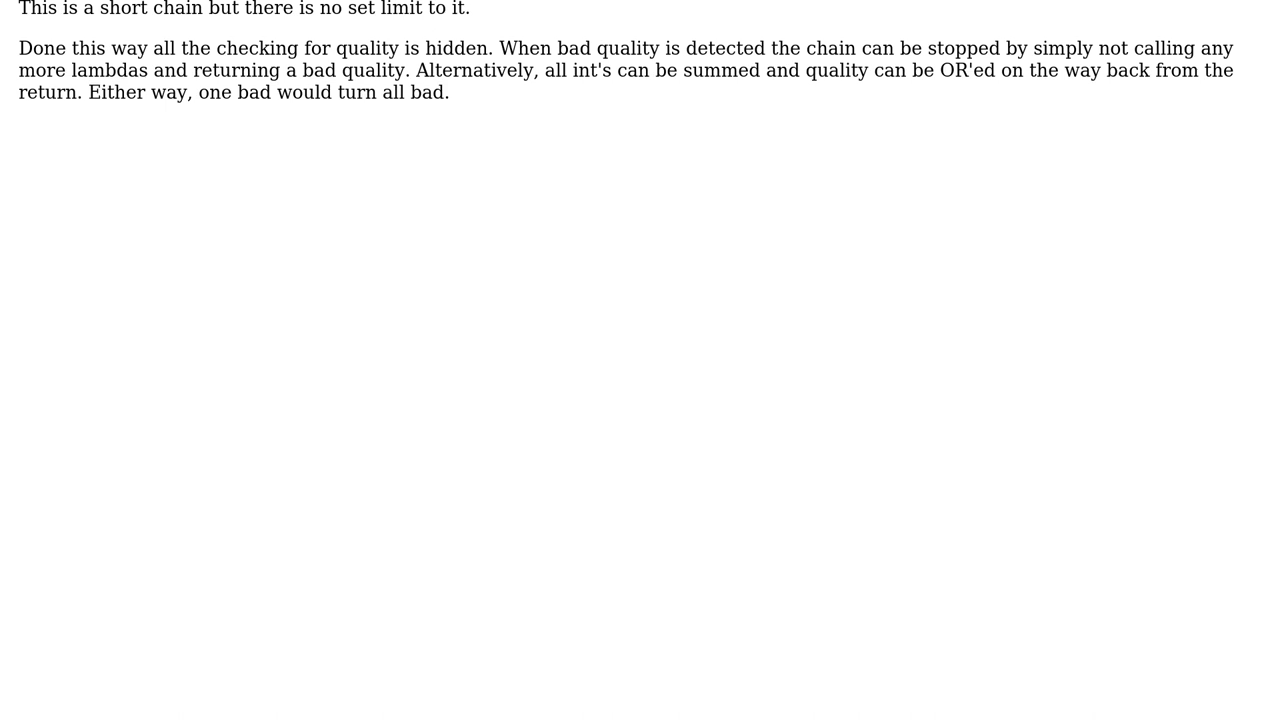 This is a short chain but there is no set limit to it.
Done this way all the checking for quality is hidden. When bad quality is detected the chain can be stopped by simply not calling any
more lambdas and returning a bad quality. Alternatively, all int's can be summed and quality can be OR'ed on the way back from the
return. Either way, one bad would turn all bad.